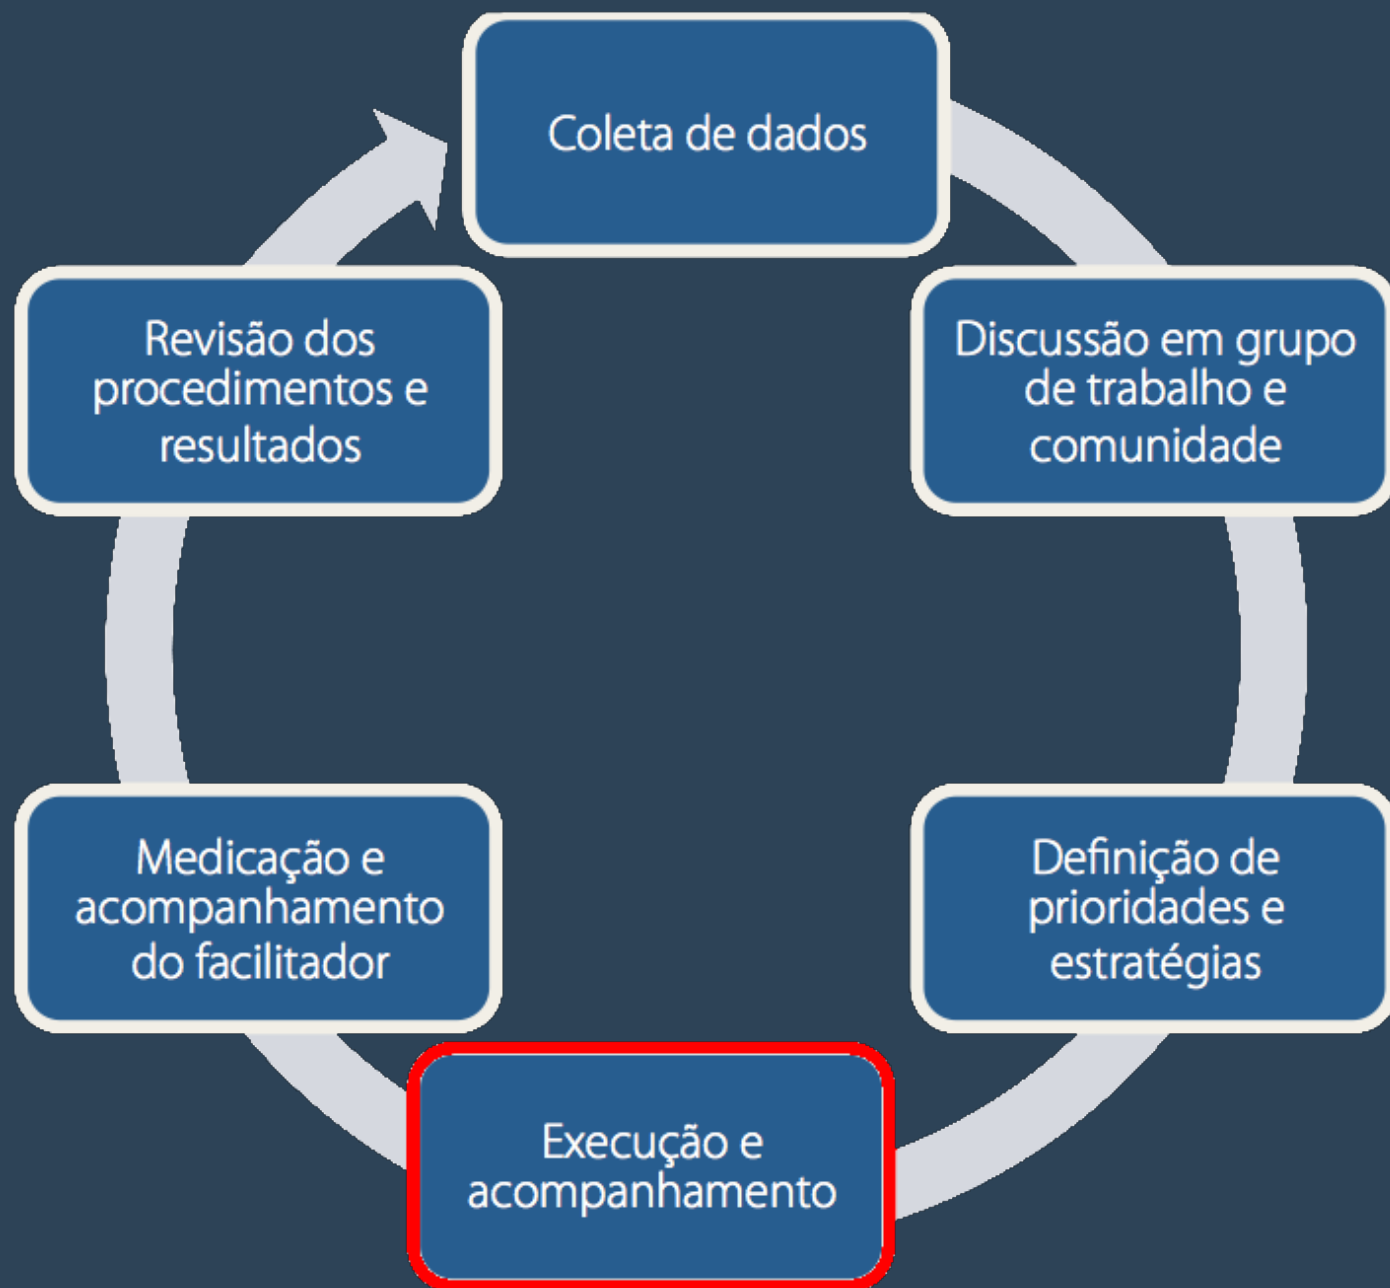 Coleta de dados
Discussão em grupo
de trabalho e
comunidade
Definição de
prioridades e
estratégias
Execução e
acompanhamento
Medicação e
acompanhamento
do facilitador
Revisão dos
procedimentos e
resultados